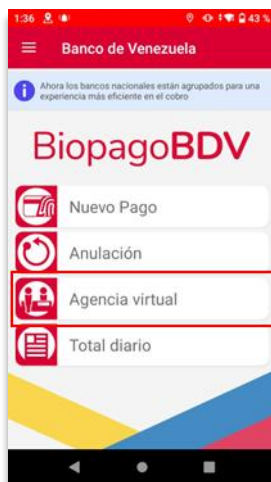 1:36 43 %
Banco de Venezuela
Ahora los bancos nacionales están agrupados para una
experiencia más eficiente en el cobro
BiopagoBDV
Nuevo Pago
Anulación
Agencia virtual
Total diario